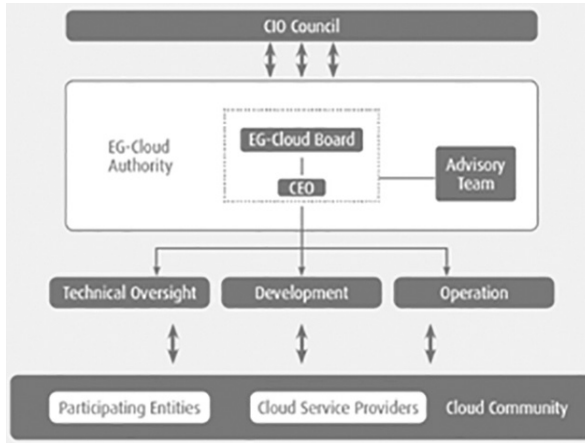 CIO Council
EG-Cloud
Authority
EG-Cloud Board
CEO
Advisory
Team
Technical Oversight
Development
Operation
Participating Entities
Cloud Service Providers
Cloud Community